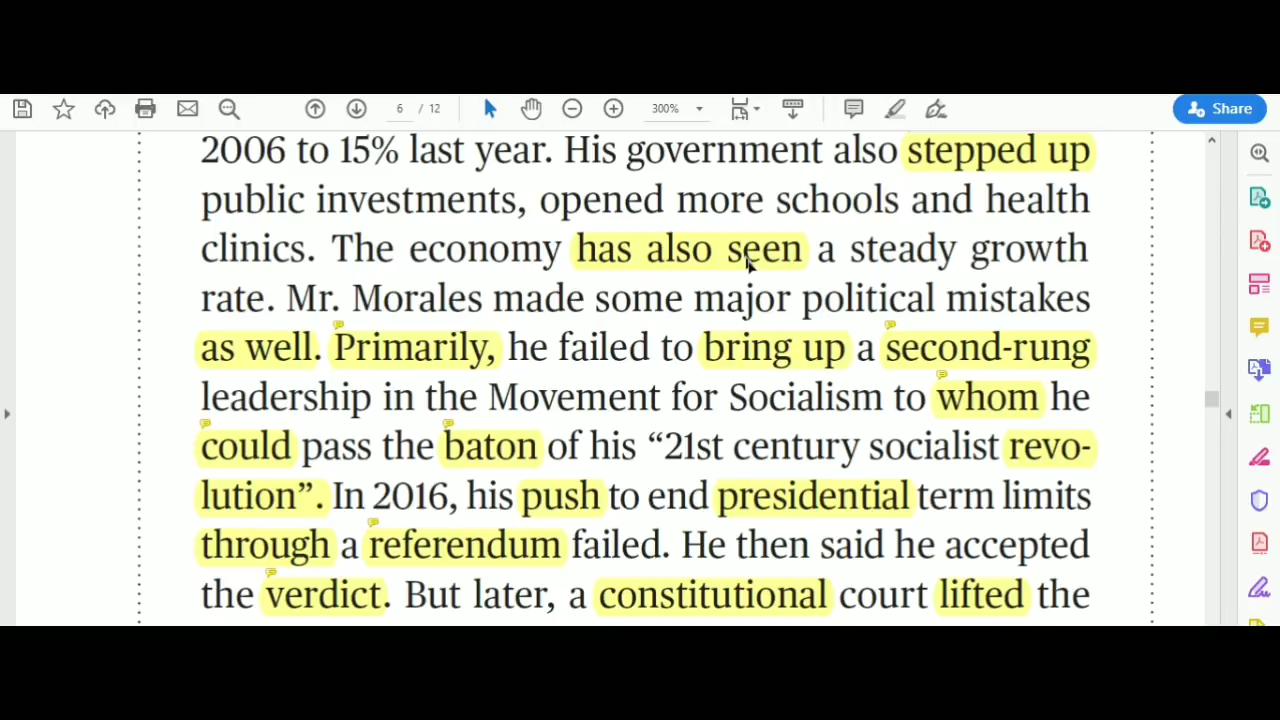 6 / 12 300% Share
2006 to 15% last year. His government also stepped up
public investments, opened more schools and health
clinics. The economy has also seen a steady growth
rate. Mr. Morales made some major political mistakes
as well. Primarily, he failed to bring up a second-rung
leadership in the Movement for Socialism to whom he
could pass the baton of his “21st century socialist revo-
lution”. In 2016, his push to end presidential term limits
through a referendum failed. He then said he accepted
the verdict. But later, a constitutional court lifted the